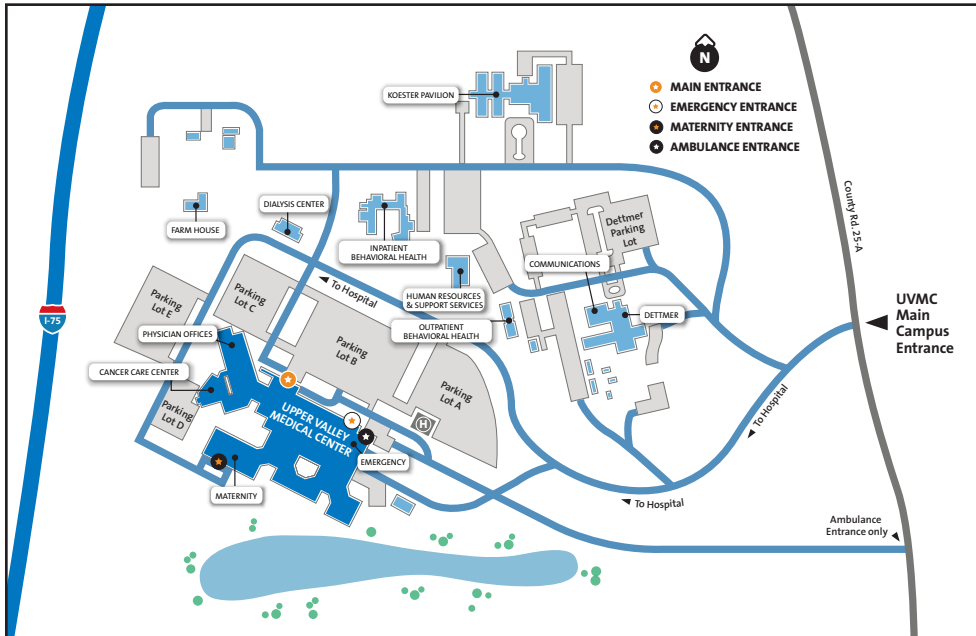 N
MAIN ENTRANCE
EMERGENCY ENTRANCE
MATERNITY ENTRANCE
AMBULANCE ENTRANCE
KOESTER PAVILION
County Rd. 25-A
DIALYSIS CENTER
FARM HOUSE
INPATIENT
BEHAVIORAL HEALTH
Dettmer
Parking
Lot
COMMUNICATIONS
To Hospital
HUMAN RESOURCES
& SUPPORT SERVICES
OUTPATIENT
BEHAVIORAL HEALTH
DETTMER
UVMC
Main
Campus
Entrance
I-75
Parking
Lot E
Parking
Lot C
PHYSICIAN OFFICES
Parking
Lot B
CANCER CARE CENTER
Parking
Lot A
Parking
Lot D
UPPER VALLEY
MEDICAL CENTER
H
EMERGENCY
MATERNITY
To Hospital
To Hospital
Ambulance
Entrance only